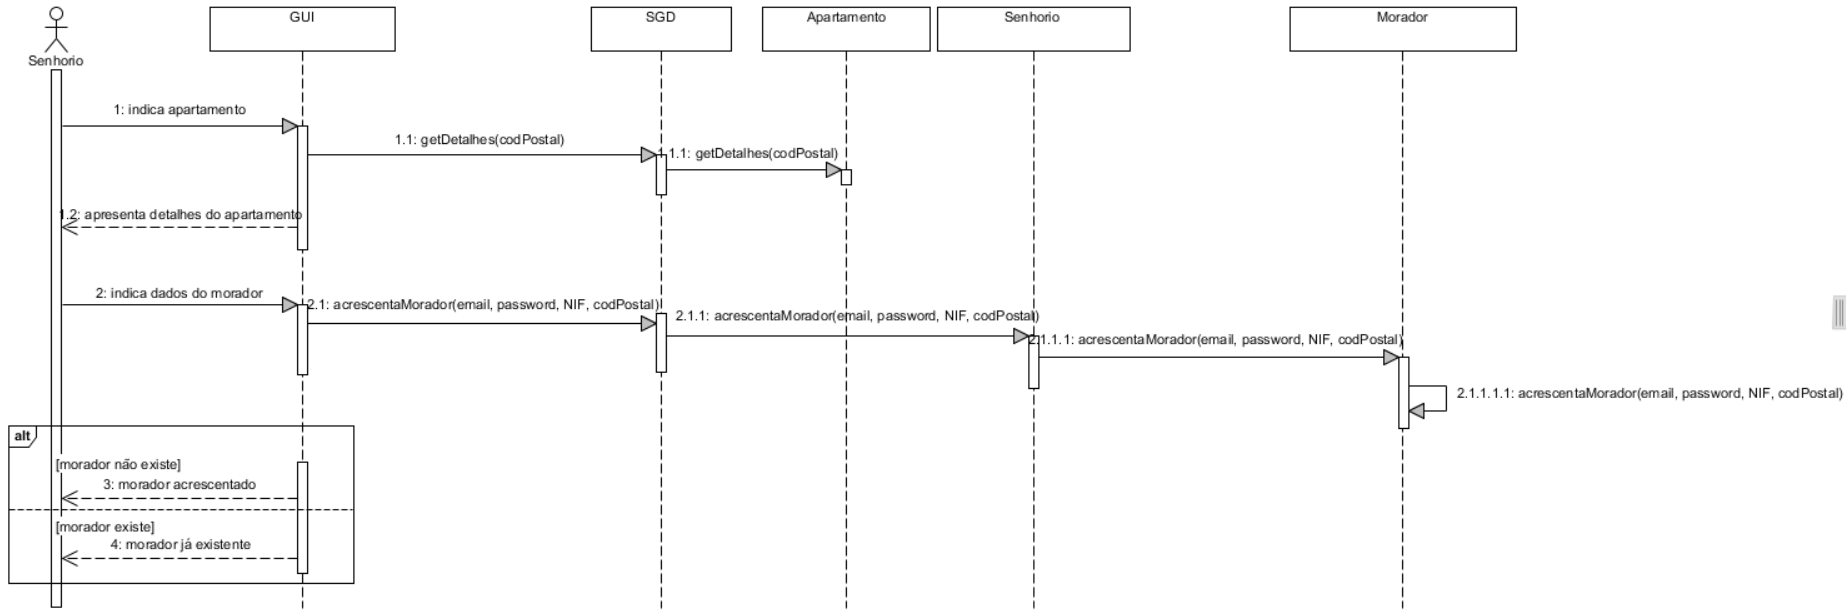 GUI
SGD
Apartamento
Senhorio
Morador
Senhorio
1: indica apartamento
1.1: getDetalhes(codPostal)
1.1.1: getDetalhes(codPostal)
1.2: apresenta detalhes do apartamento
2: indica dados do morador
2.1: acrescentaMorador(email, password, NIF, codPostal)
2.1.1: acrescentaMorador(email, password, NIF, codPostal)
2.1.1.1: acrescentaMorador(email, password, NIF, codPostal)
2.1.1.1.1: acrescentaMorador(email, password, NIF, codPostal)
alt
[morador não existe]
3: morador acrescentado
[morador existe]
4: morador já existente